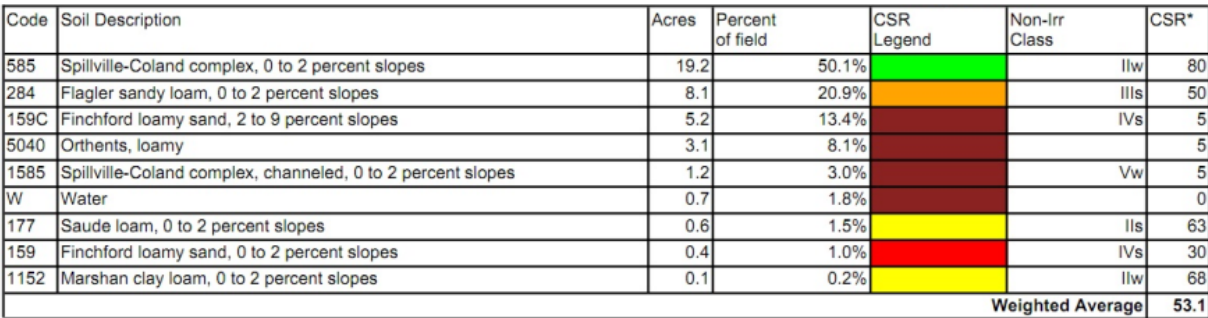 Code Soil Description Acres Percent of field CSR Legend Non-Irr Class CSR*
585 Spillville-Coland complex, 0 to 2 percent slopes 19.2 50.1% IIw 80
284 Flagler sandy loam, 0 to 2 percent slopes 8.1 20.9% IIIs 50
159C Finchford loamy sand, 2 to 9 percent slopes 5.2 13.4% IVs 5
5040 Orthents, loamy 3.1 8.1% 5
1585 Spillville-Coland complex, channeled, 0 to 2 percent slopes 1.2 3.0% Vw 5
W Water 0.7 1.8% 0
177 Saude loam, 0 to 2 percent slopes 0.6 1.5% IIs 63
159 Finchford loamy sand, 0 to 2 percent slopes 0.4 1.0% IVs 30
1152 Marshan clay loam, 0 to 2 percent slopes 0.1 0.2% IIw 68
Weighted Average 53.1